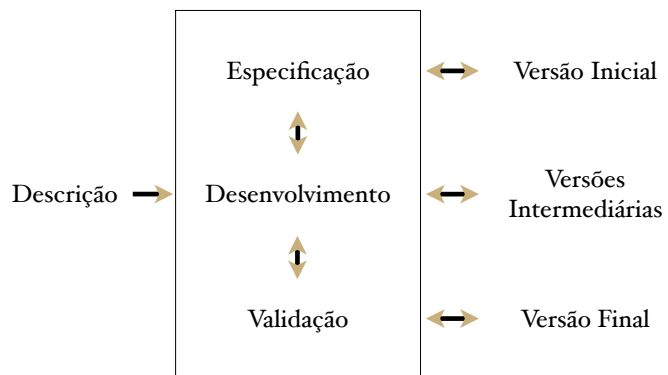 Especificação
Versão Inicial
Descrição
Desenvolvimento
Versões
Intermediárias
Validação
Versão Final